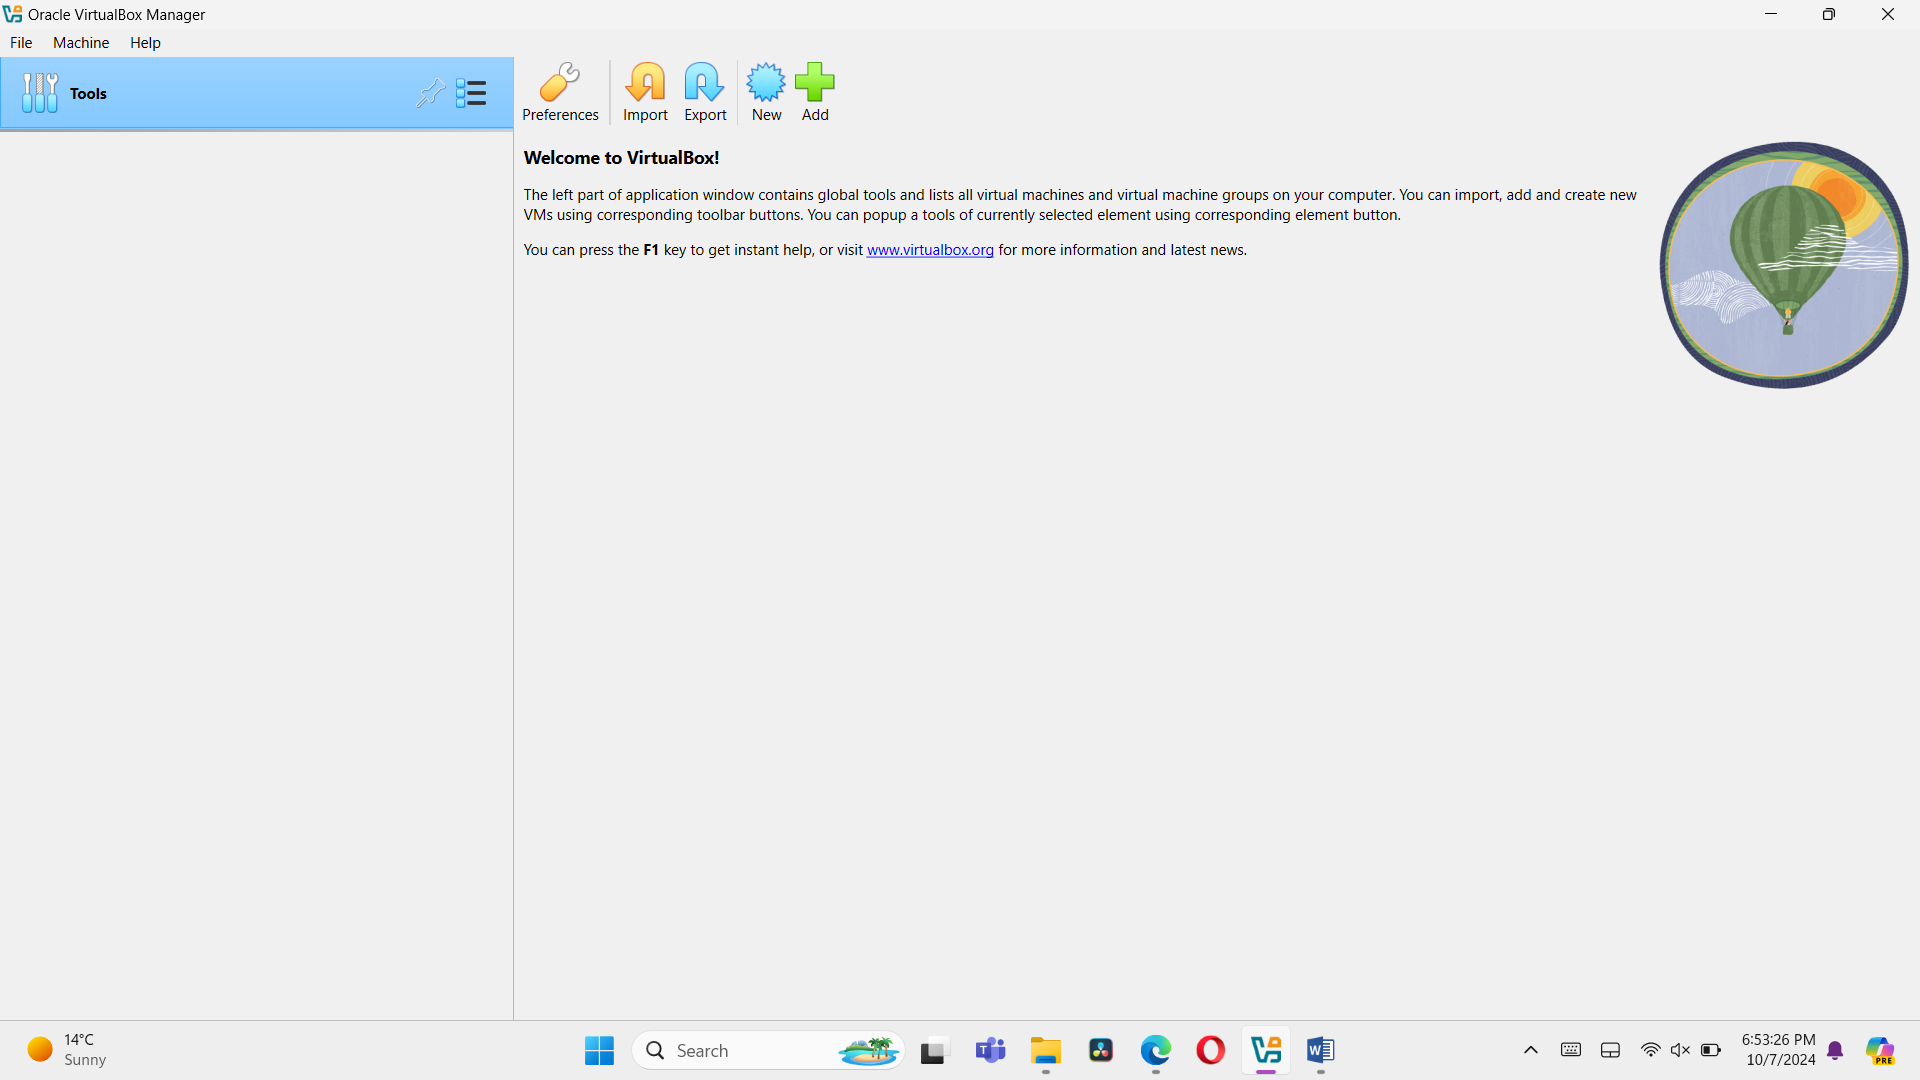 Oracle VirtualBox Manager
File Machine Help
Tools
Preferences Import Export New Add
Welcome to VirtualBox!
The left part of application window contains global tools and lists all virtual machines and virtual machine groups on your computer. You can import, add and create new
VMs using corresponding toolbar buttons. You can popup a tools of currently selected element using corresponding element button.
You can press the F1 key to get instant help, or visit www.virtualbox.org for more information and latest news.
14°C
Sunny
Search
6:53:26 PM
10/7/2024
PRE